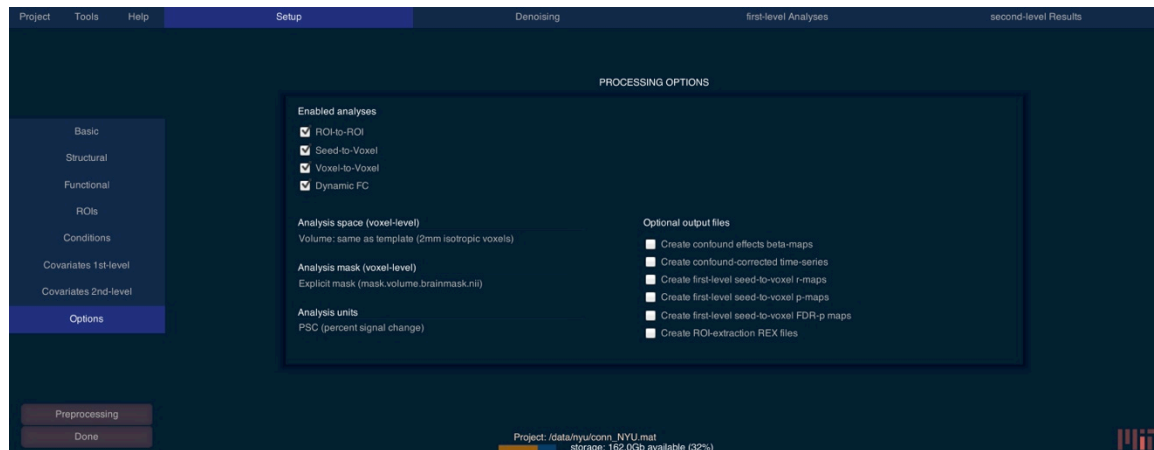 Project Tools Help Setup Denoising first-level Analyses second-level Results
PROCESSING OPTIONS
Enabled analyses
ROI-to-ROI
Seed-to-Voxel
Voxel-to-Voxel
Dynamic FC
Analysis space (voxel-level)
Volume: same as template (2mm isotropic voxels)
Analysis mask (voxel-level)
Explicit mask (mask.volume.brainmask.nii)
Analysis units
PSC (percent signal change)
Optional output files
Create confound effects beta-maps
Create confound-corrected time-series
Create first-level seed-to-voxel r-maps
Create first-level seed-to-voxel p-maps
Create first-level seed-to-voxel FDR-p maps
Create ROI-extraction REX files
Basic
Structural
Functional
ROIs
Conditions
Covariates 1st-level
Covariates 2nd-level
Options
Preprocessing
Done
Project: /data/nyu/conn_NYU.mat
storage: 162.0Gb available (32%)